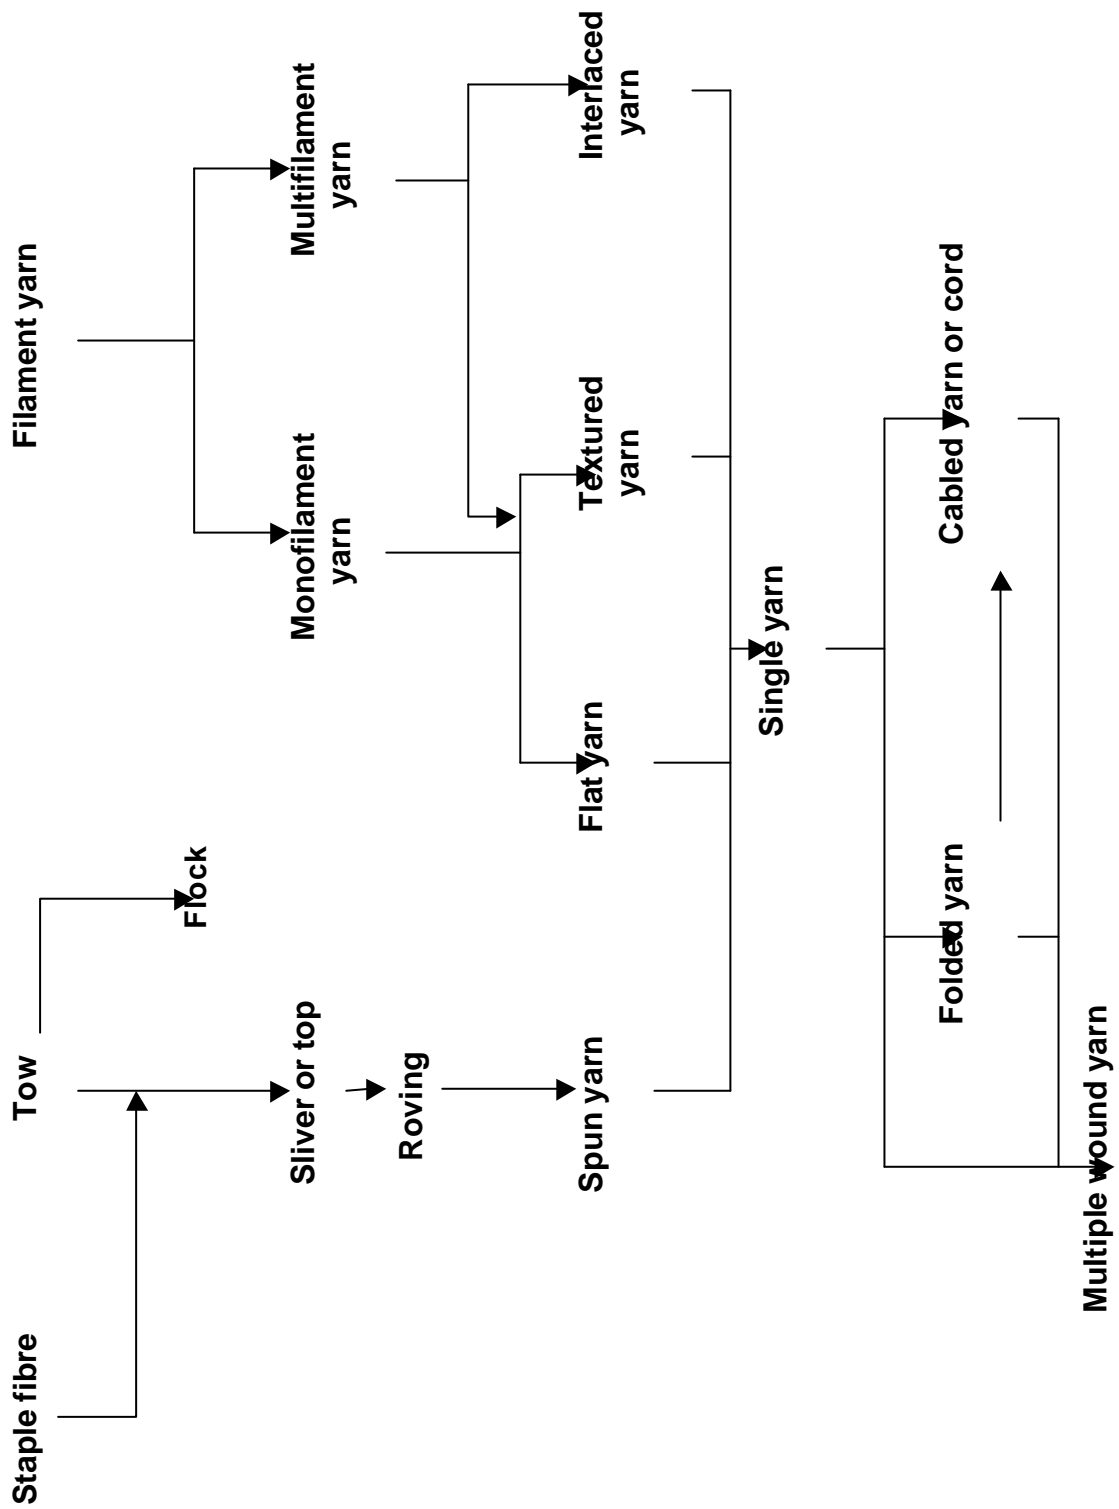 Staple fibre
Tow
Filament yarn
Flock
Sliver or top
Monofilament
yarn
Multifilament
yarn
Roving
Spun yarn
Flat yarn
Textured
yarn
Interlaced
yarn
Single yarn
Folded yarn
Cabled yarn or cord
Multiple wound yarn